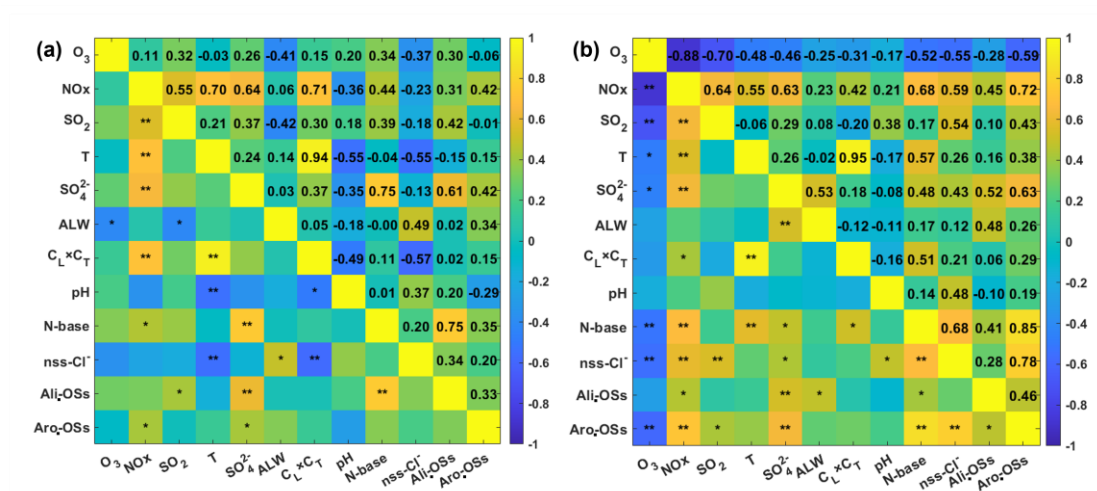 (a)
O3 0.11 0.32 -0.03 0.26 -0.41 0.15 0.20 0.34 -0.37 0.30 -0.06
NOx 0.55 0.70 0.64 0.06 0.71 -0.36 0.44 -0.23 0.31 0.42
SO2 ** 0.21 0.37 -0.42 0.30 0.18 0.39 -0.18 0.42 -0.01
T ** 0.24 0.14 0.94 -0.55 -0.04 -0.55 -0.15 0.15
SO4^2- ** 0.03 0.37 -0.35 0.75 -0.13 0.61 0.42
ALW * * 0.05 -0.18 -0.00 0.49 0.02 0.34
CL×CT ** ** -0.49 0.11 -0.57 0.02 0.15
pH ** * 0.01 0.37 0.20 -0.29
N-base * ** 0.20 0.75 0.35
nss-Cl- ** * ** 0.34 0.20
Ali-OSs * ** ** 0.33
Aro-OSs * *
O3 NOx SO2 T SO4^2- ALW CL×CT pH N-base nss-Cl- Ali-OSs Aro-OSs
1
0.8
0.6
0.4
0.2
0
-0.2
-0.4
-0.6
-0.8
-1
(b)
O3 -0.88 -0.70 -0.48 -0.46 -0.25 -0.31 -0.17 -0.52 -0.55 -0.28 -0.59
NOx ** 0.64 0.55 0.63 0.23 0.42 0.21 0.68 0.59 0.45 0.72
SO2 ** ** -0.06 0.29 0.08 -0.20 0.38 0.17 0.54 0.10 0.43
T * ** 0.26 -0.02 0.95 -0.17 0.57 0.26 0.16 0.38
SO4^2- * ** 0.53 0.18 -0.08 0.48 0.43 0.52 0.63
ALW ** -0.12 -0.11 0.17 0.12 0.48 0.26
CL×CT * ** -0.16 0.51 0.21 0.06 0.29
pH 0.14 0.48 -0.10 0.19
N-base ** ** ** * * 0.68 0.41 0.85
nss-Cl- ** ** ** * * ** 0.28 0.78
Ali-OSs * ** * * 0.46
Aro-OSs ** ** * ** ** ** *
O3 NOx SO2 T SO4^2- ALW CL×CT pH N-base nss-Cl- Ali-OSs Aro-OSs
1
0.8
0.6
0.4
0.2
0
-0.2
-0.4
-0.6
-0.8
-1